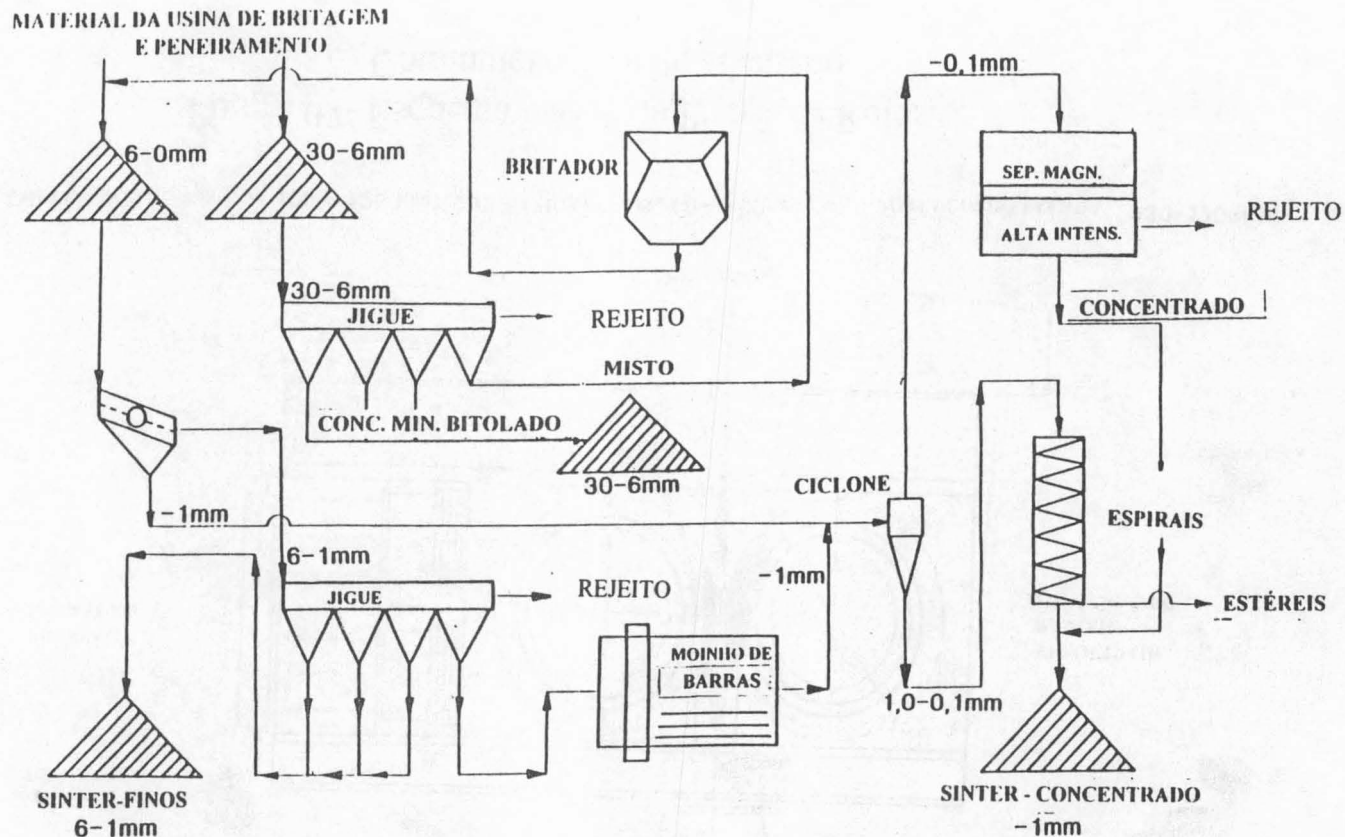 MATERIAL DA USINA DE BRITAGEM
E PENEIRAMENTO
-0,1mm
6-0mm
30-6mm
BRITADOR
SEP. MAGN.
ALTA INTENS.
REJEITO
30-6mm
JIGUE
REJEITO
CONCENTRADO
MISTO
CONC. MIN. BITOLADO
30-6mm
CICLONE
ESPIRAIS
-1mm
6-1mm
-1mm
JIGUE
REJEITO
ESTÉREIS
MOINHO DE
BARRAS
1,0-0,1mm
SINTER-FINOS
6-1mm
SINTER - CONCENTRADO
-1mm